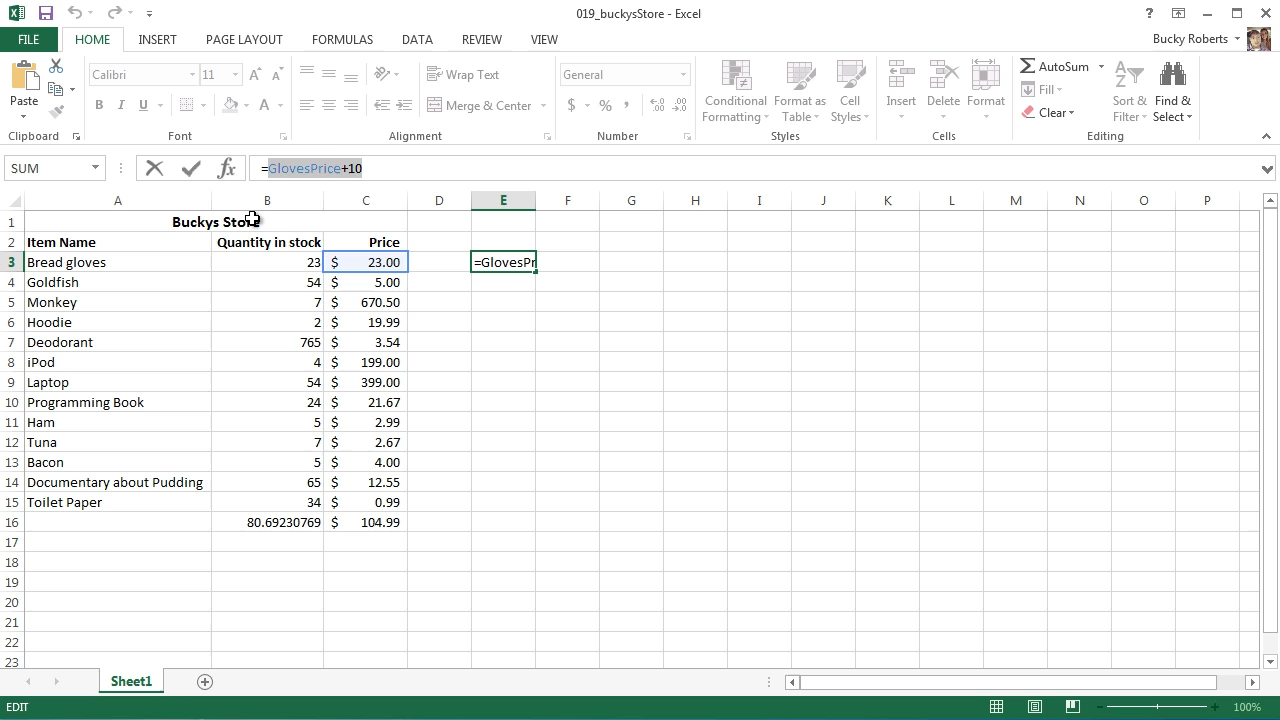 019_buckysStore - Excel
?
FILE HOME INSERT PAGE LAYOUT FORMULAS DATA REVIEW VIEW Bucky Roberts
Paste
Calibri 11
B I U A
Wrap Text
Merge & Center
General
$ % ,
Conditional Formatting
Format as Table
Cell Styles
Insert Delete Format
AutoSum
Fill
Clear
Sort & Filter
Find & Select
Clipboard Font Alignment Number Styles Cells Editing
SUM fx =GlovesPrice+10
A B C D E F G H I J K L M N O P
1 Buckys Store
2 Item Name Quantity in stock Price
3 Bread gloves 23 $ 23.00 =GlovesPr
4 Goldfish 54 $ 5.00
5 Monkey 7 $ 670.50
6 Hoodie 2 $ 19.99
7 Deodorant 765 $ 3.54
8 iPod 4 $ 199.00
9 Laptop 54 $ 399.00
10 Programming Book 24 $ 21.67
11 Ham 5 $ 2.99
12 Tuna 7 $ 2.67
13 Bacon 5 $ 4.00
14 Documentary about Pudding 65 $ 12.55
15 Toilet Paper 34 $ 0.99
16 80.69230769 $ 104.99
17
18
19
20
21
22
23
Sheet1
EDIT 100%